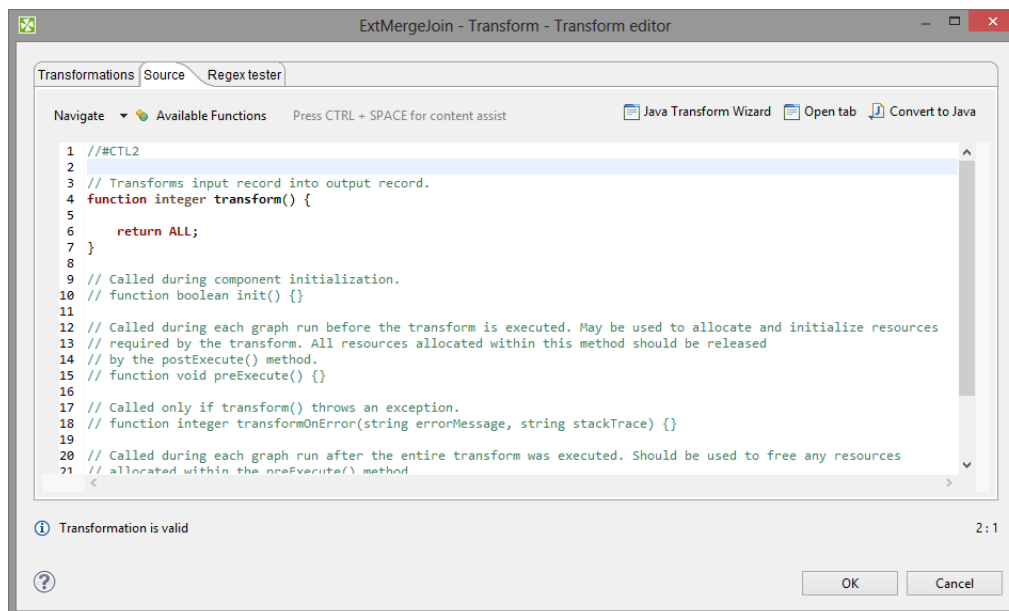 ExtMergeJoin - Transform - Transform editor
Transformations Source Regex tester
Navigate Available Functions Press CTRL + SPACE for content assist Java Transform Wizard Open tab Convert to Java
1 //#CTL2
2
3 // Transforms input record into output record.
4 function integer transform() {
5
6 return ALL;
7 }
8
9 // Called during component initialization.
10 // function boolean init() {}
11
12 // Called during each graph run before the transform is executed. May be used to allocate and initialize resources
13 // required by the transform. All resources allocated within this method should be released
14 // by the postExecute() method.
15 // function void preExecute() {}
16
17 // Called only if transform() throws an exception.
18 // function integer transformOnError(string errorMessage, string stackTrace) {}
19
20 // Called during each graph run after the entire transform was executed. Should be used to free any resources
21 // allocated within the preExecute() method
Transformation is valid 2 : 1
OK Cancel